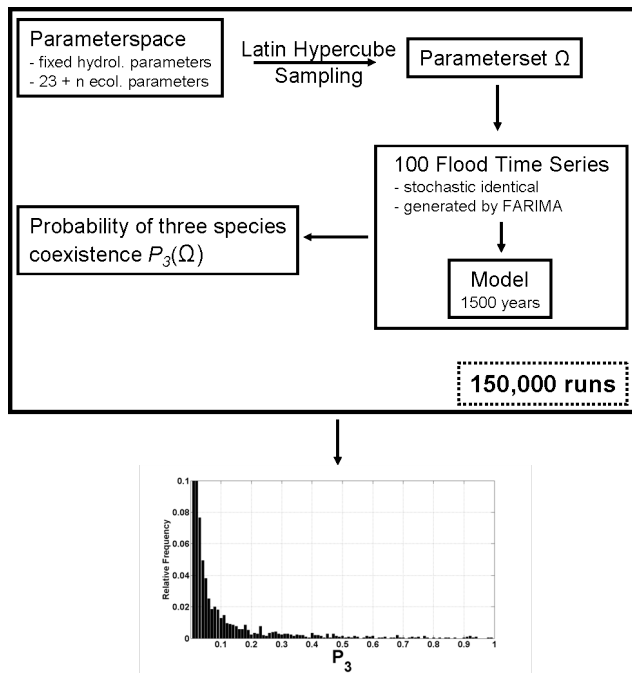 Parameterspace
- fixed hydrol. parameters
- 23 + n ecol. parameters
Latin Hypercube
Sampling
Parameterset Ω
100 Flood Time Series
- stochastic identical
- generated by FARIMA
Model
1500 years
Probability of three species
coexistence P3(Ω)
150,000 runs
Relative Frequency
0.1
0.08
0.06
0.04
0.02
0
0.1 0.2 0.3 0.4 0.5 0.6 0.7 0.8 0.9 1
P3